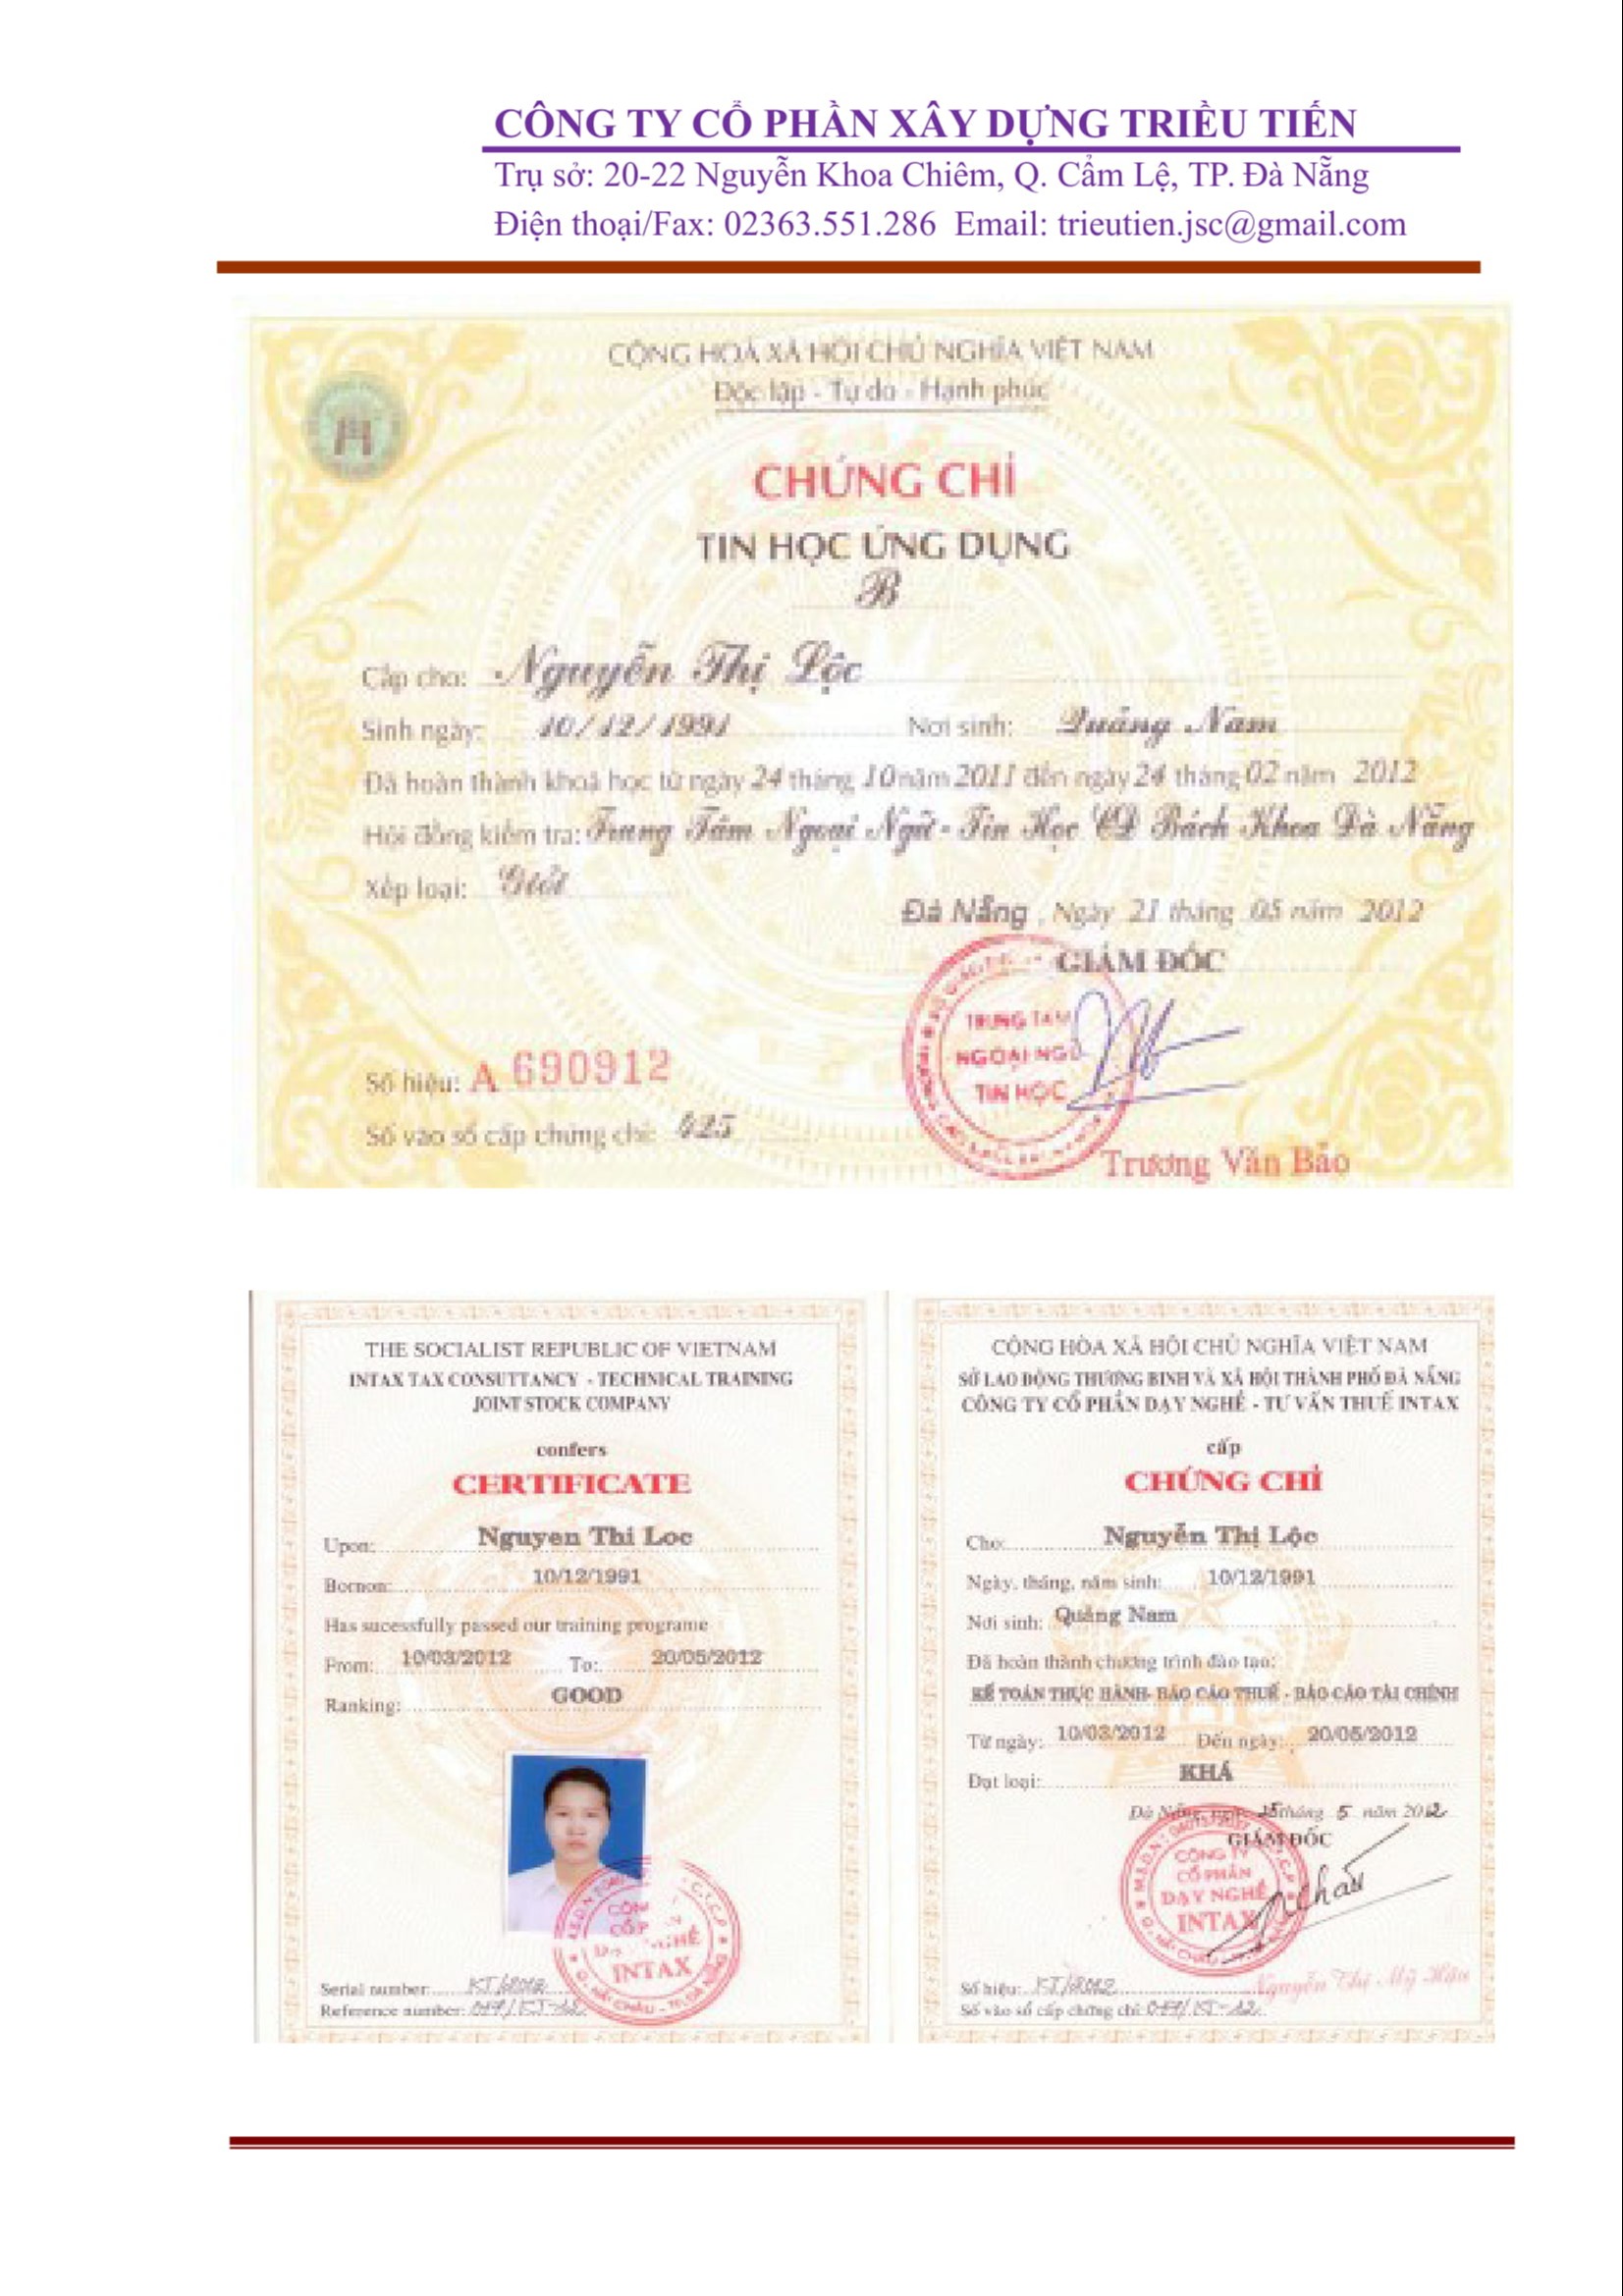 CÔNG TY CỔ PHẦN XÂY DỰNG TRIỀU TIẾN
Trụ sở: 20-22 Nguyễn Khoa Chiêm, Q. Cẩm Lệ, TP. Đà Nẵng
Điện thoại/Fax: 02363.551.286 Email: trieutien.jsc@gmail.com
CỘNG HOÀ XÃ HỘI CHỦ NGHĨA VIỆT NAM
Độc lập - Tự do - Hạnh phúc
CHỨNG CHỈ
TIN HỌC ỨNG DỤNG
B
Cấp cho: Nguyễn Thị Lộc
Sinh ngày: 10/12/1991 Nơi sinh: Quảng Nam
Đã hoàn thành khoá học từ ngày 24 tháng 10 năm 2011 đến ngày 24 tháng 02 năm 2012
Hội đồng kiểm tra: Trung Tâm Ngoại Ngữ - Tin Học CĐ Bách Khoa Đà Nẵng
Xếp loại: Giỏi
Đà Nẵng, Ngày 21 tháng 05 năm 2012
GIÁM ĐỐC
TRUNG TÂM
NGOẠI NGỮ
TIN HỌC
Số hiệu: A 690912
Số vào sổ cấp chứng chỉ: 425
Trương Văn Bảo
THE SOCIALIST REPUBLIC OF VIETNAM
INTAX TAX CONSUTTANCY - TECHNICAL TRAINING
JOINT STOCK COMPANY
confers
CERTIFICATE
Upon: Nguyen Thi Loc
Bornon: 10/12/1991
Has sucessfully passed our training programe
From: 10/03/2012 To: 20/05/2012
Ranking: GOOD
INTAX
Q. HẢI CHÂU - TP. ĐÀ NẴNG
Serial number: KT/2012
Reference number:
CỘNG HÒA XÃ HỘI CHỦ NGHĨA VIỆT NAM
SỞ LAO ĐỘNG THƯƠNG BINH VÀ XÃ HỘI THÀNH PHỐ ĐÀ NẴNG
CÔNG TY CỔ PHẦN DẠY NGHỀ - TƯ VẤN THUẾ INTAX
cấp
CHỨNG CHỈ
Cho: Nguyễn Thị Lộc
Ngày, tháng, năm sinh: 10/12/1991
Nơi sinh: Quảng Nam
Đã hoàn thành chương trình đào tạo:
KẾ TOÁN THỰC HÀNH- BÁO CÁO THUẾ - BÁO CÁO TÀI CHÍNH
Từ ngày: 10/03/2012 Đến ngày: 20/05/2012
Đạt loại: KHÁ
Đà Nẵng, ngày 25 tháng 5 năm 2012
GIÁM ĐỐC
CÔNG TY
CỔ PHẦN
DẠY NGHỀ
INTAX
Số hiệu: KT/2012
Nguyễn Thị Mỹ
Số vào sổ cấp chứng chỉ: